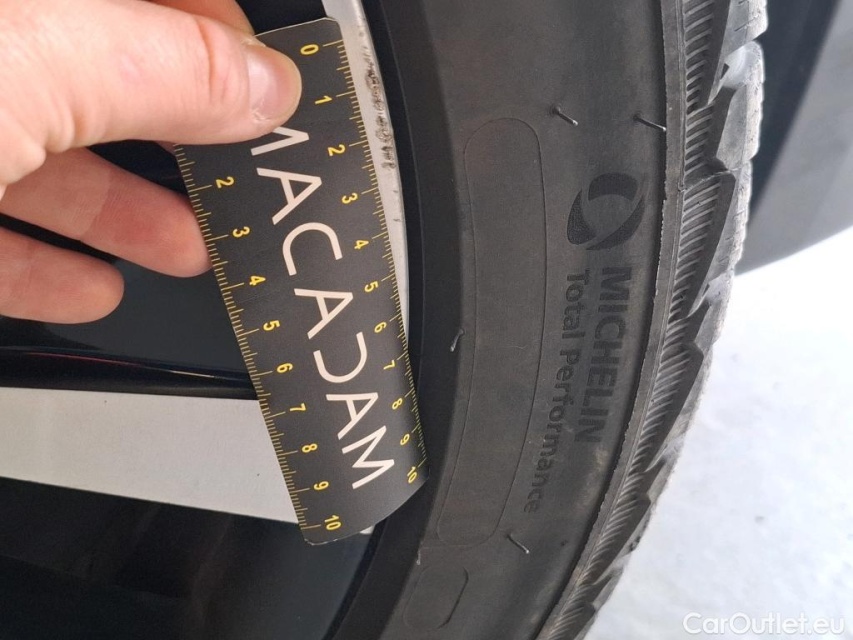 0 1 2 3 4 5 6 7 8 9 10
MACADAM
2 3 4 5 6 7 8 9 10
MICHELIN
Total Performance
CarOutlet.eu